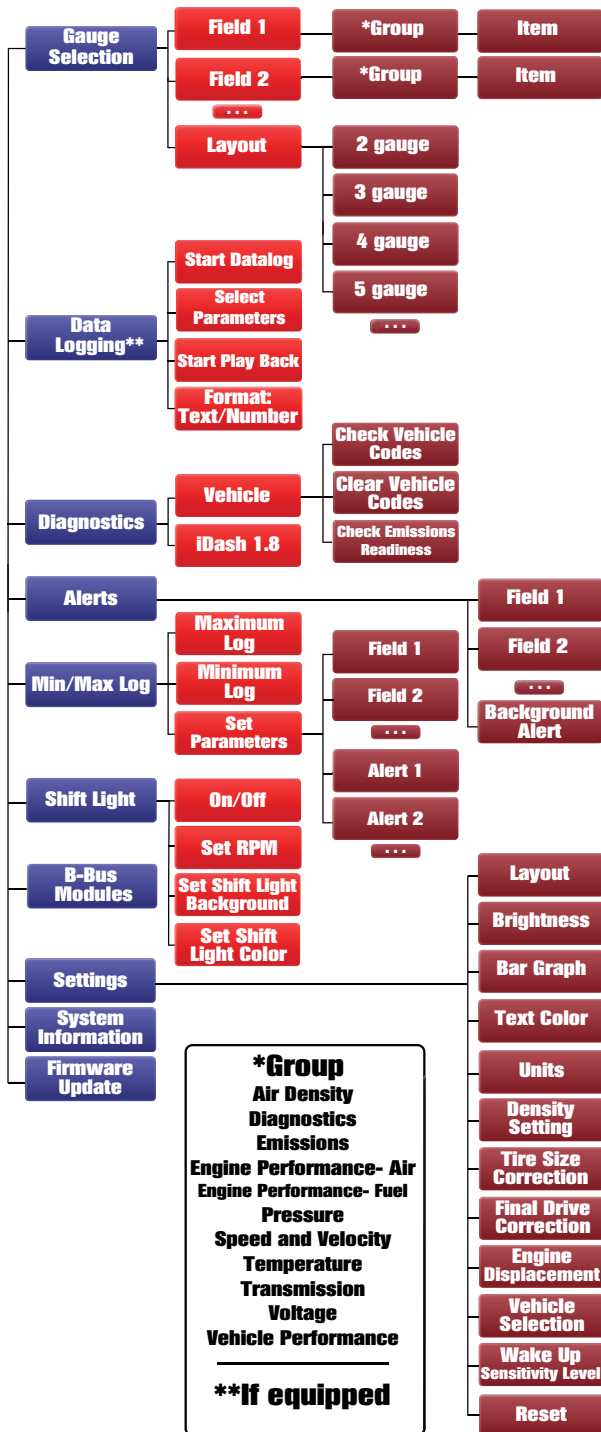 Gauge
Selection
Field 1
*Group
Item
Field 2
*Group
Item
...
Layout
2 gauge
3 gauge
4 gauge
5 gauge
...
Data
Logging**
Start Datalog
Select
Parameters
Start Play Back
Format:
Text/Number
Diagnostics
Vehicle
Check Vehicle
Codes
Clear Vehicle
Codes
Check Emissions
Readiness
iDash 1.8
Alerts
Field 1
Field 2
...
Background
Alert
Min/Max Log
Maximum
Log
Minimum
Log
Set
Parameters
Field 1
Field 2
...
Alert 1
Alert 2
...
Shift Light
On/Off
Set RPM
Set Shift Light
Background
Set Shift
Light Color
B-Bus
Modules
Settings
Layout
Brightness
Bar Graph
Text Color
Units
Density
Setting
Tire Size
Correction
Final Drive
Correction
Engine
Displacement
Vehicle
Selection
Wake Up
Sensitivity Level
Reset
System
Information
Firmware
Update
*Group
Air Density
Diagnostics
Emissions
Engine Performance- Air
Engine Performance- Fuel
Pressure
Speed and Velocity
Temperature
Transmission
Voltage
Vehicle Performance
**If equipped